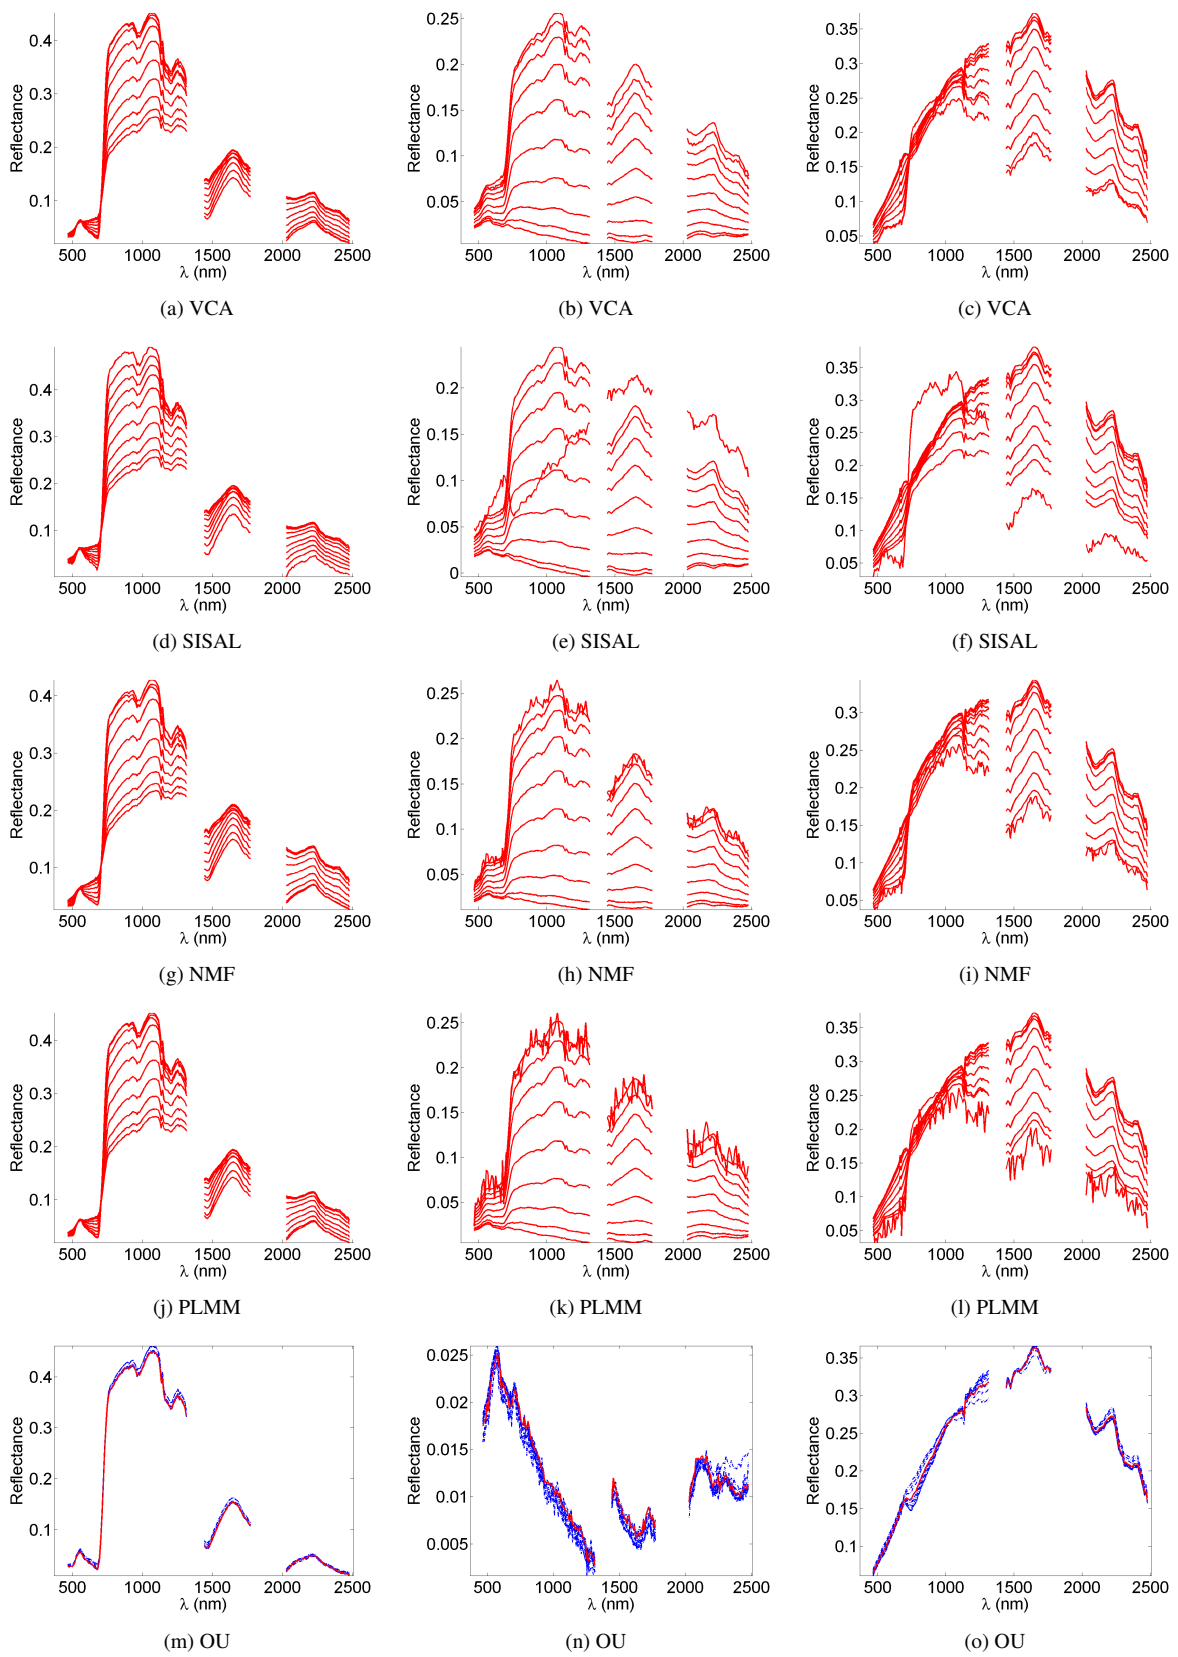 Reflectance
0.4
0.3
0.2
0.1
500 1000 1500 2000 2500
λ (nm)
(a) VCA
Reflectance
0.25
0.2
0.15
0.1
0.05
500 1000 1500 2000 2500
λ (nm)
(b) VCA
Reflectance
0.35
0.3
0.25
0.2
0.15
0.1
0.05
500 1000 1500 2000 2500
λ (nm)
(c) VCA
Reflectance
0.4
0.3
0.2
0.1
500 1000 1500 2000 2500
λ (nm)
(d) SISAL
Reflectance
0.2
0.15
0.1
0.05
0
500 1000 1500 2000 2500
λ (nm)
(e) SISAL
Reflectance
0.35
0.3
0.25
0.2
0.15
0.1
0.05
500 1000 1500 2000 2500
λ (nm)
(f) SISAL
Reflectance
0.4
0.3
0.2
0.1
500 1000 1500 2000 2500
λ (nm)
(g) NMF
Reflectance
0.25
0.2
0.15
0.1
0.05
500 1000 1500 2000 2500
λ (nm)
(h) NMF
Reflectance
0.3
0.25
0.2
0.15
0.1
0.05
500 1000 1500 2000 2500
λ (nm)
(i) NMF
Reflectance
0.4
0.3
0.2
0.1
500 1000 1500 2000 2500
λ (nm)
(j) PLMM
Reflectance
0.25
0.2
0.15
0.1
0.05
500 1000 1500 2000 2500
λ (nm)
(k) PLMM
Reflectance
0.35
0.3
0.25
0.2
0.15
0.1
0.05
500 1000 1500 2000 2500
λ (nm)
(l) PLMM
Reflectance
0.4
0.3
0.2
0.1
500 1000 1500 2000 2500
λ (nm)
(m) OU
Reflectance
0.025
0.02
0.015
0.01
0.005
500 1000 1500 2000 2500
λ (nm)
(n) OU
Reflectance
0.35
0.3
0.25
0.2
0.15
0.1
500 1000 1500 2000 2500
λ (nm)
(o) OU